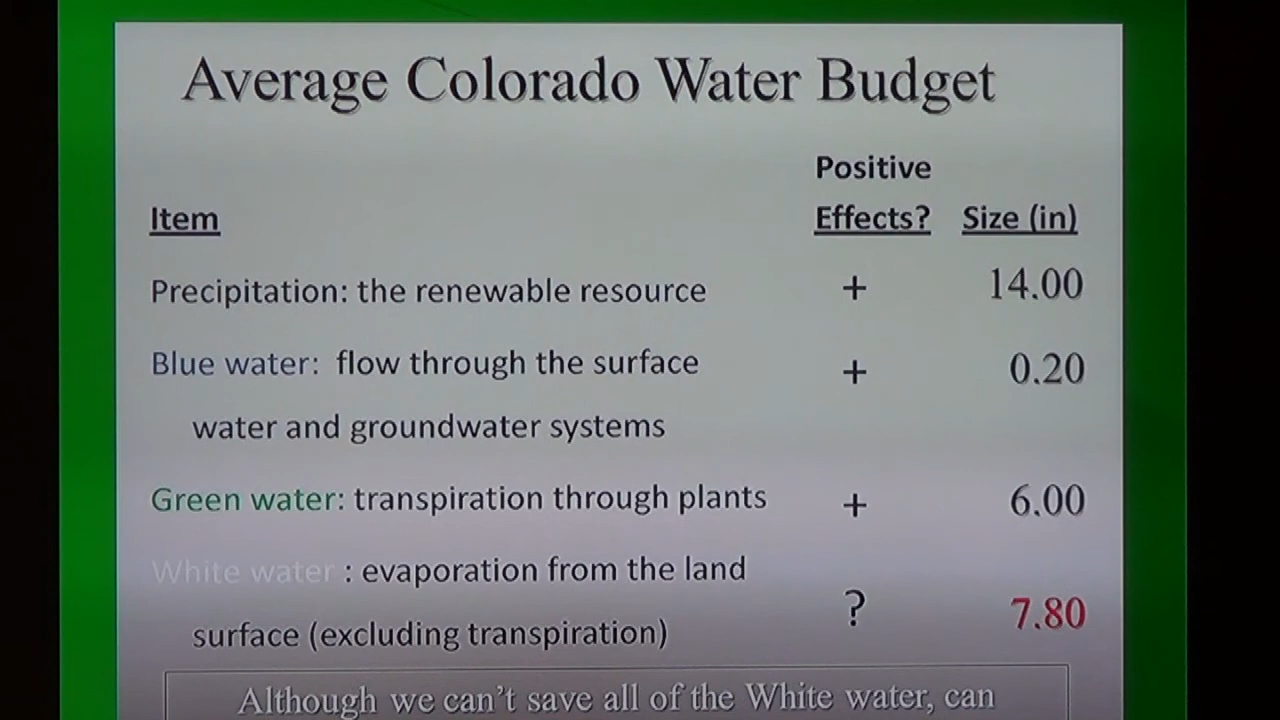 Average Colorado Water Budget
Positive
Item Effects? Size (in)
Precipitation: the renewable resource + 14.00
Blue water: flow through the surface + 0.20
water and groundwater systems
Green water: transpiration through plants + 6.00
White water : evaporation from the land
surface (excluding transpiration) ? 7.80
Although we can't save all of the White water, can